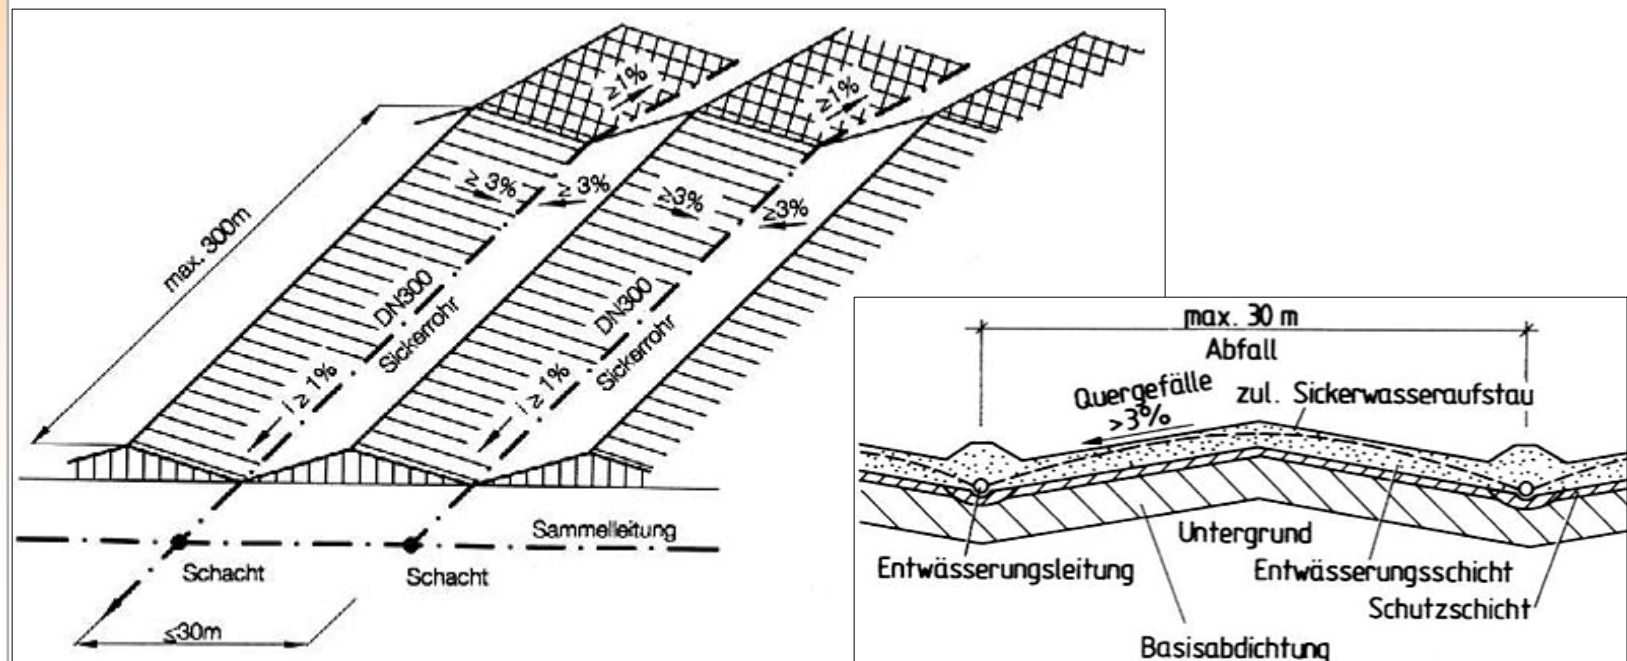 ≥1%
≥1%
max. 300m
≥ 3%
≥ 3%
≥3%
≥3%
DN300
Sickerrohr
DN300
Sickerrohr
≥ 1%
≥ 1%
Sammelleitung
Schacht
Schacht
≤30m
max. 30 m
Abfall
Quergefälle
>3%
zul. Sickerwasseraufstau
Untergrund
Entwässerungsleitung
Entwässerungsschicht
Schutzschicht
Basisabdichtung